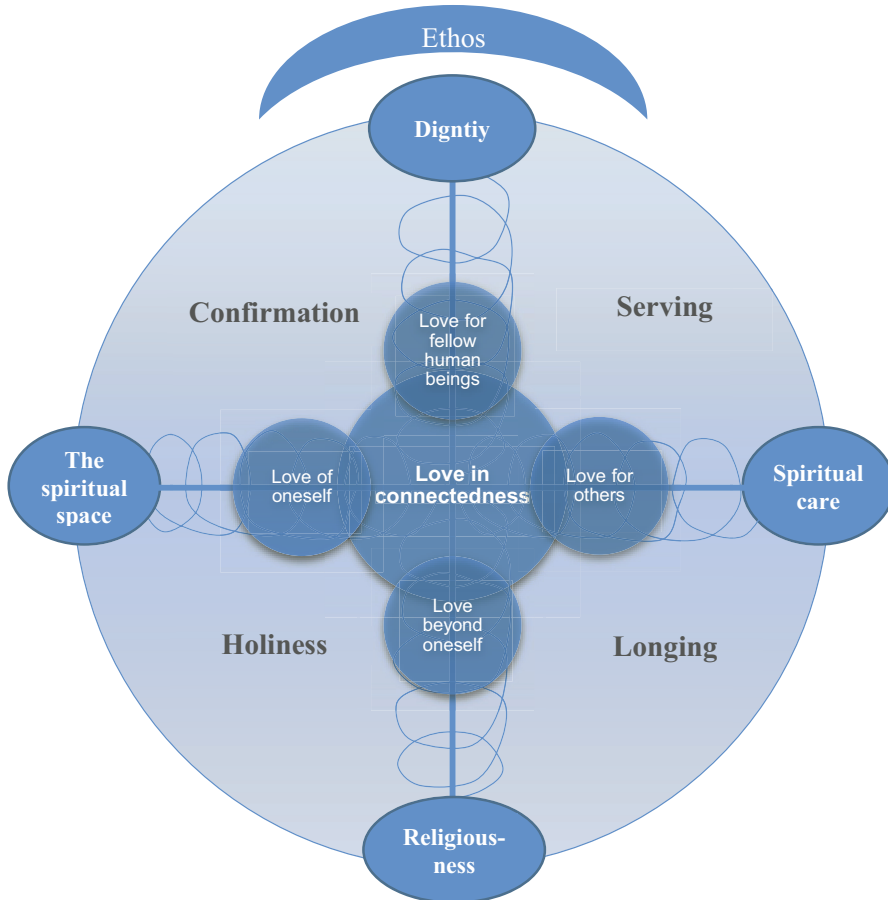 Ethos
Digntiy
Confirmation
Serving
Love for
fellow
human
beings
The
spiritual
space
Love of
oneself
Love in
connectedness
Love for
others
Spiritual
care
Holiness
Love
beyond
oneself
Longing
Religious-
ness